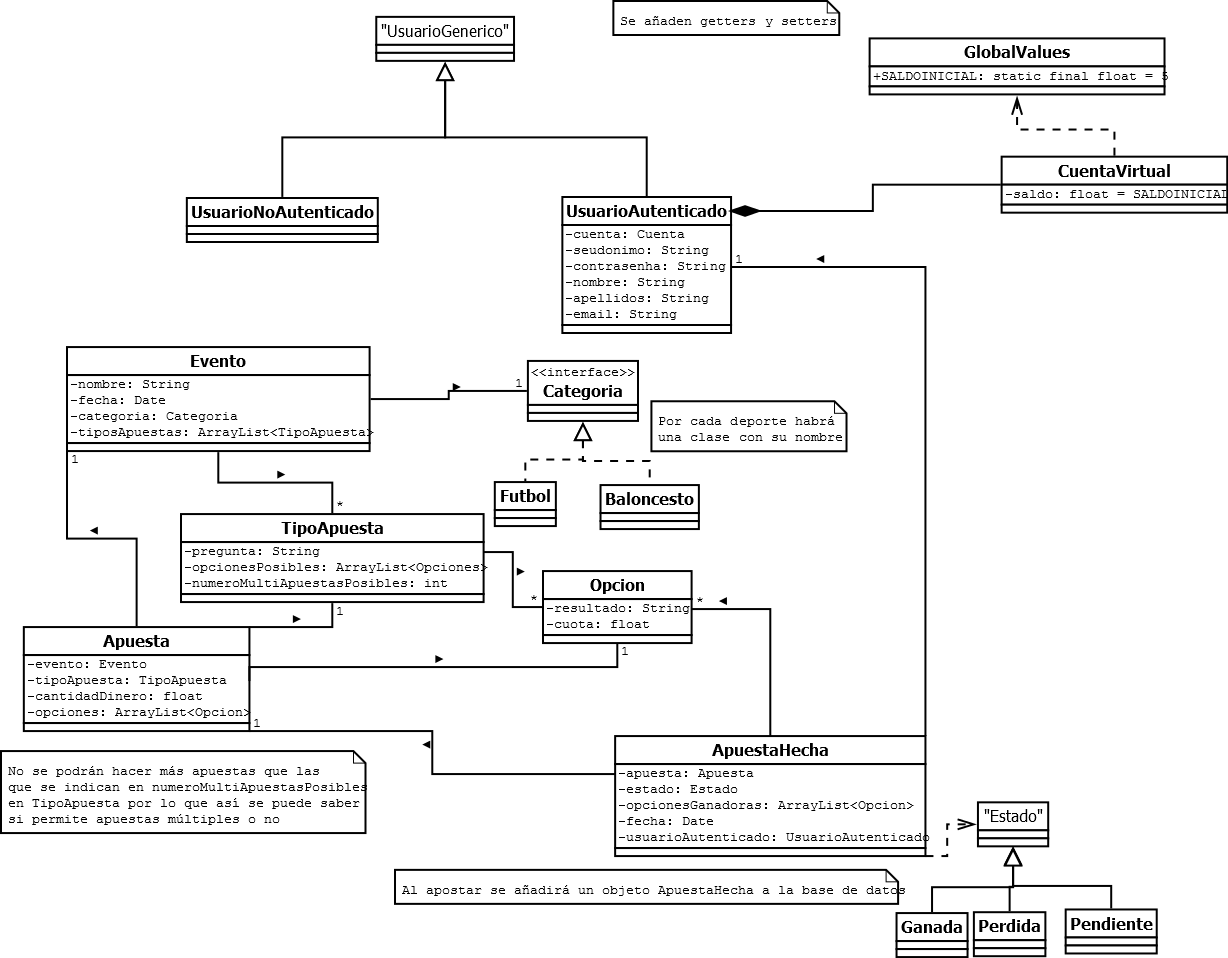 "UsuarioGenerico"
Se añaden getters y setters
GlobalValues
+SALDOINICIAL: static final float = 5
CuentaVirtual
-saldo: float = SALDOINICIAL
UsuarioNoAutenticado
UsuarioAutenticado
-cuenta: Cuenta
-seudonimo: String
-contrasenha: String
-nombre: String
-apellidos: String
-email: String
1
Evento
-nombre: String
-fecha: Date
-categoria: Categoria
-tiposApuestas: ArrayList<TipoApuesta>
1
1
<<interface>>
Categoria
Por cada deporte habrá
una clase con su nombre
Futbol
Baloncesto
*
TipoApuesta
-pregunta: String
-opcionesPosibles: ArrayList<Opciones>
-numeroMultiApuestasPosibles: int
1
*
Opcion
-resultado: String
-cuota: float
*
1
Apuesta
-evento: Evento
-tipoApuesta: TipoApuesta
-cantidadDinero: float
-opciones: ArrayList<Opcion>
1
ApuestaHecha
-apuesta: Apuesta
-estado: Estado
-opcionesGanadoras: ArrayList<Opcion>
-fecha: Date
-usuarioAutenticado: UsuarioAutenticado
No se podrán hacer más apuestas que las
que se indican en numeroMultiApuestasPosibles
en TipoApuesta por lo que así se puede saber
si permite apuestas múltiples o no
"Estado"
Al apostar se añadirá un objeto ApuestaHecha a la base de datos
Ganada
Perdida
Pendiente